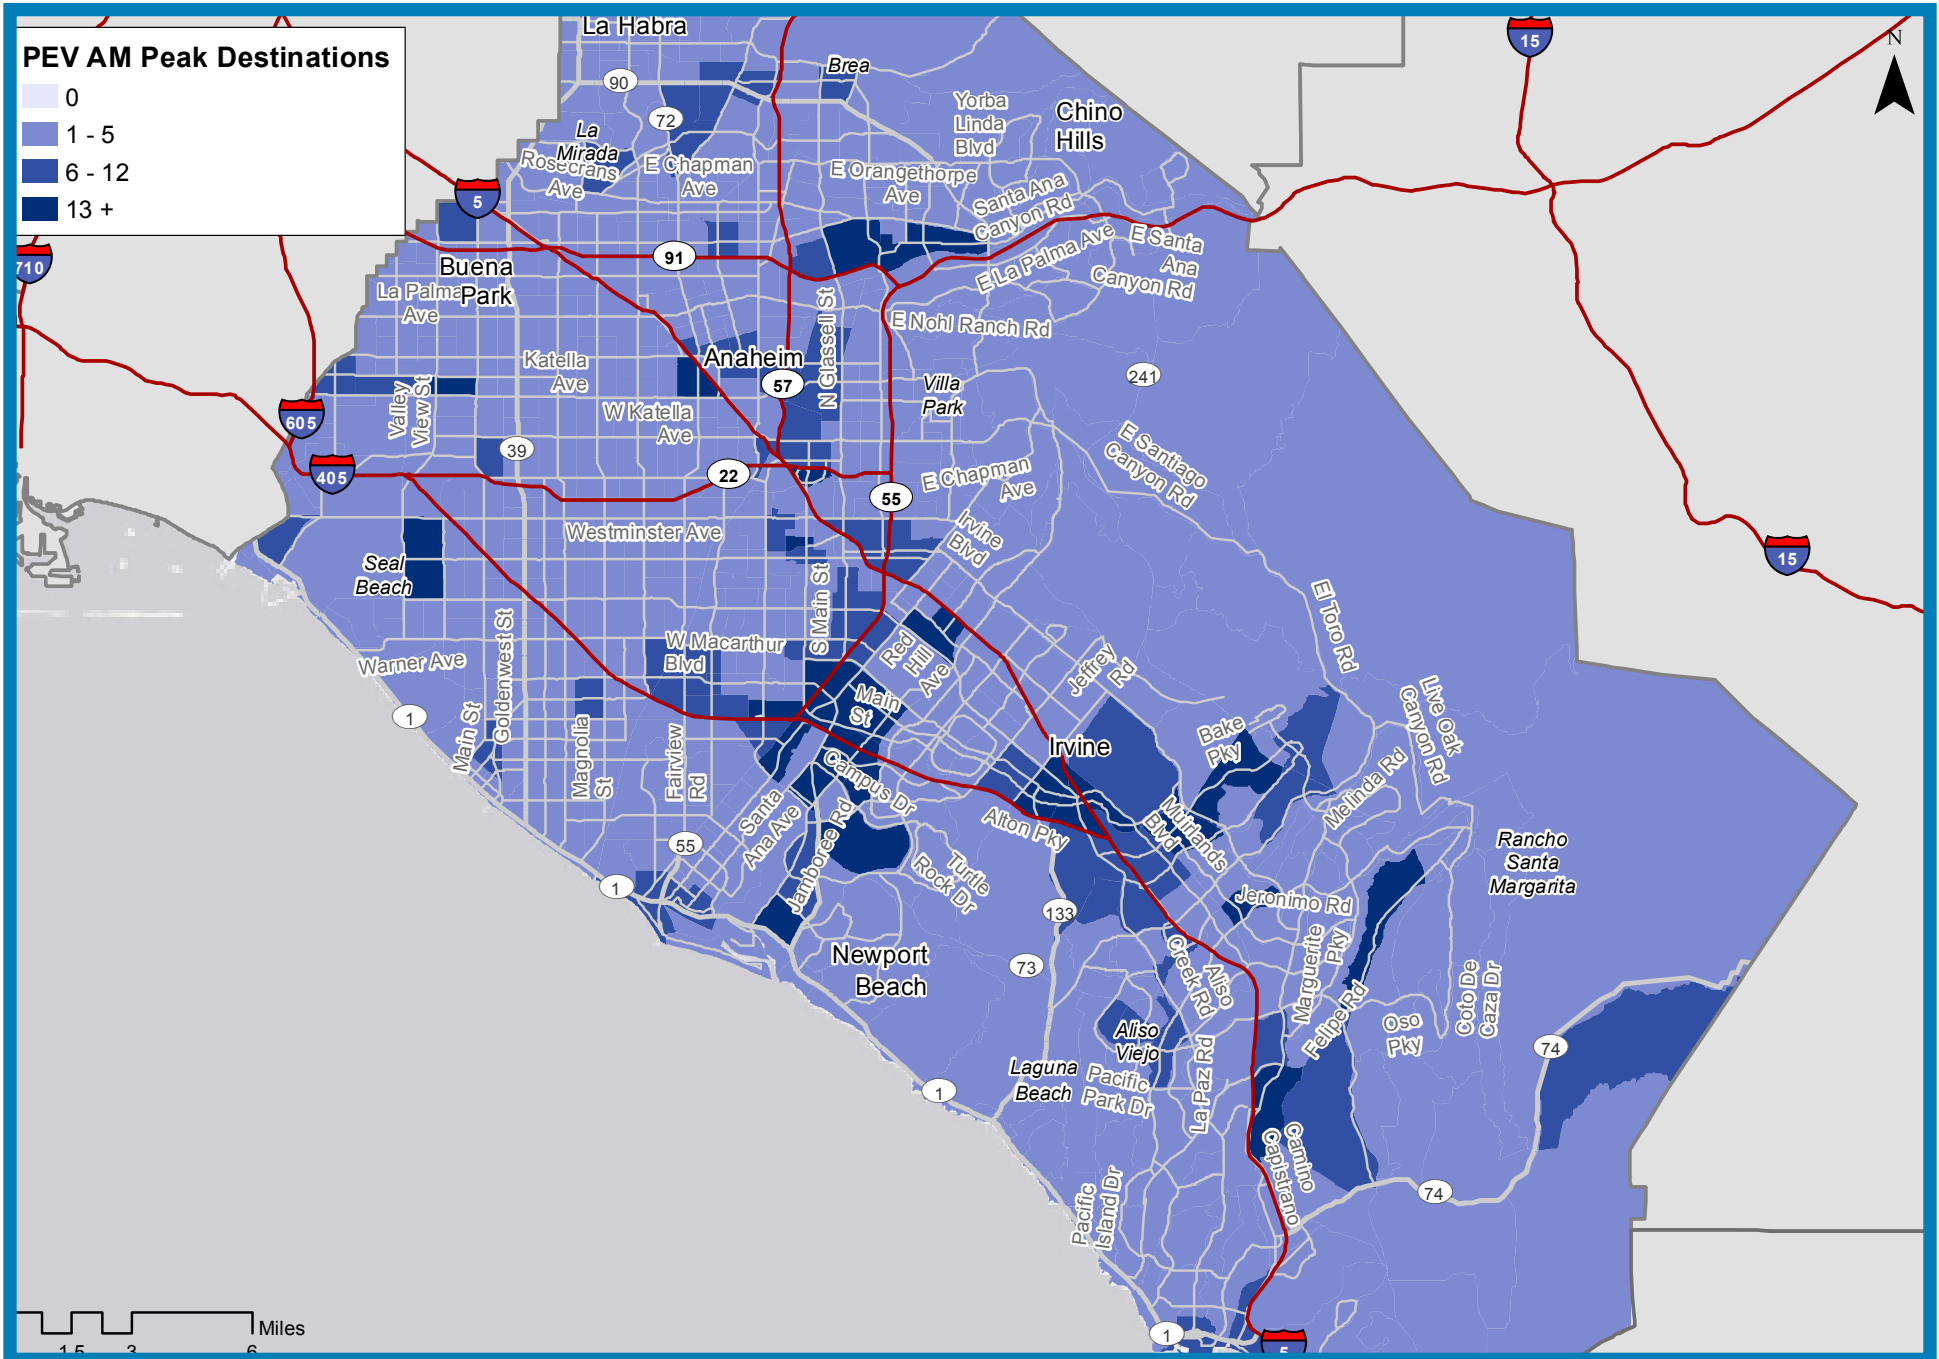 PEV AM Peak Destinations
0
1 - 5
6 - 12
13 +
La Habra
Brea
90
72
La
Mirada
Rosecrans
Ave
E Chapman
Ave
Yorba
Linda
Blvd
Chino
Hills
E Orangethorpe
Ave
Santa Ana
Canyon Rd
15
N
5
710
91
Buena
Park
La Palma
Ave
E La Palma Ave
E Santa
Ana
Canyon Rd
E Nohl Ranch Rd
N Glassell St
Katella
Ave
Anaheim
57
Villa
Park
241
Valley
View St
W Katella
Ave
605
405
39
22
55
E Chapman
Ave
E Santiago
Canyon Rd
Westminster Ave
Irvine
Blvd
15
Seal
Beach
S Main St
El Toro Rd
Goldenwest St
Warner Ave
W Macarthur
Blvd
Red
Hill
Ave
Jeffrey
Rd
1
Main St
Main
St
Magnolia
St
Fairview
Rd
Irvine
Bake
Pky
Live Oak
Canyon Rd
Campus Dr
Santa
Ana Ave
Alton Pky
Muirlands
Blvd
Melinda Rd
55
1
Jamboree Rd
Turtle
Rock Dr
Rancho
Santa
Margarita
Jeronimo Rd
133
73
Newport
Beach
Aliso
Creek Rd
Marguerite
Pky
Felipe Rd
Oso
Pky
Coto De
Caza Dr
74
Aliso
Viejo
Laguna
Beach
Pacific
Park Dr
La Paz Rd
1
Camino
Capistrano
74
Pacific
Island Dr
1
5
Miles
1.5
3
6